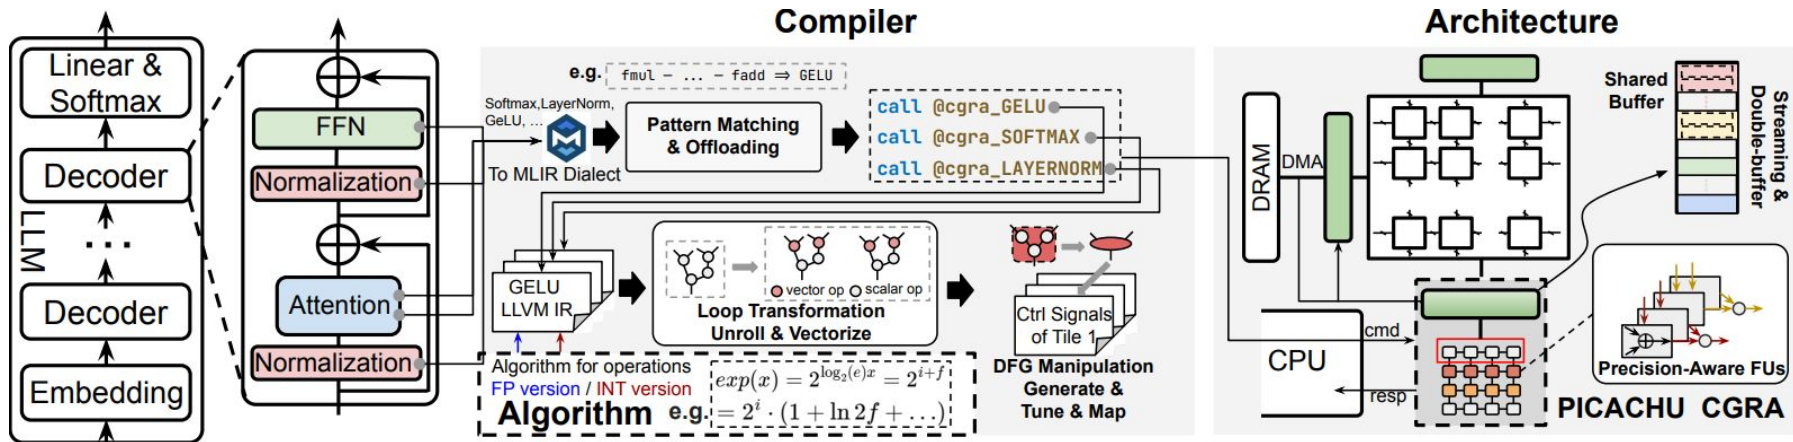 Compiler
Architecture
Linear &
Softmax
Decoder
...
LLM
Decoder
Embedding
FFN
Normalization
Attention
Normalization
e.g.
fmul – ... – fadd ⇒ GELU
Softmax,LayerNorm,
GeLU, ...
To MLIR Dialect
Pattern Matching
& Offloading
call @cgra_GELU
call @cgra_SOFTMAX
call @cgra_LAYERNORM
GELU
LLVM IR
vector op
scalar op
Loop Transformation
Unroll & Vectorize
Ctrl Signals
of Tile 1
DFG Manipulation
Generate &
Tune & Map
Algorithm for operations
FP version / INT version
Algorithm
e.g.
exp(x) = 2^{log_2(e)x} = 2^{i+f}
= 2^i · (1 + ln 2f + ...)
DRAM
DMA
Shared
Buffer
Streaming &
Double-buffer
CPU
cmd
resp
Precision-Aware FUs
PICACHU CGRA